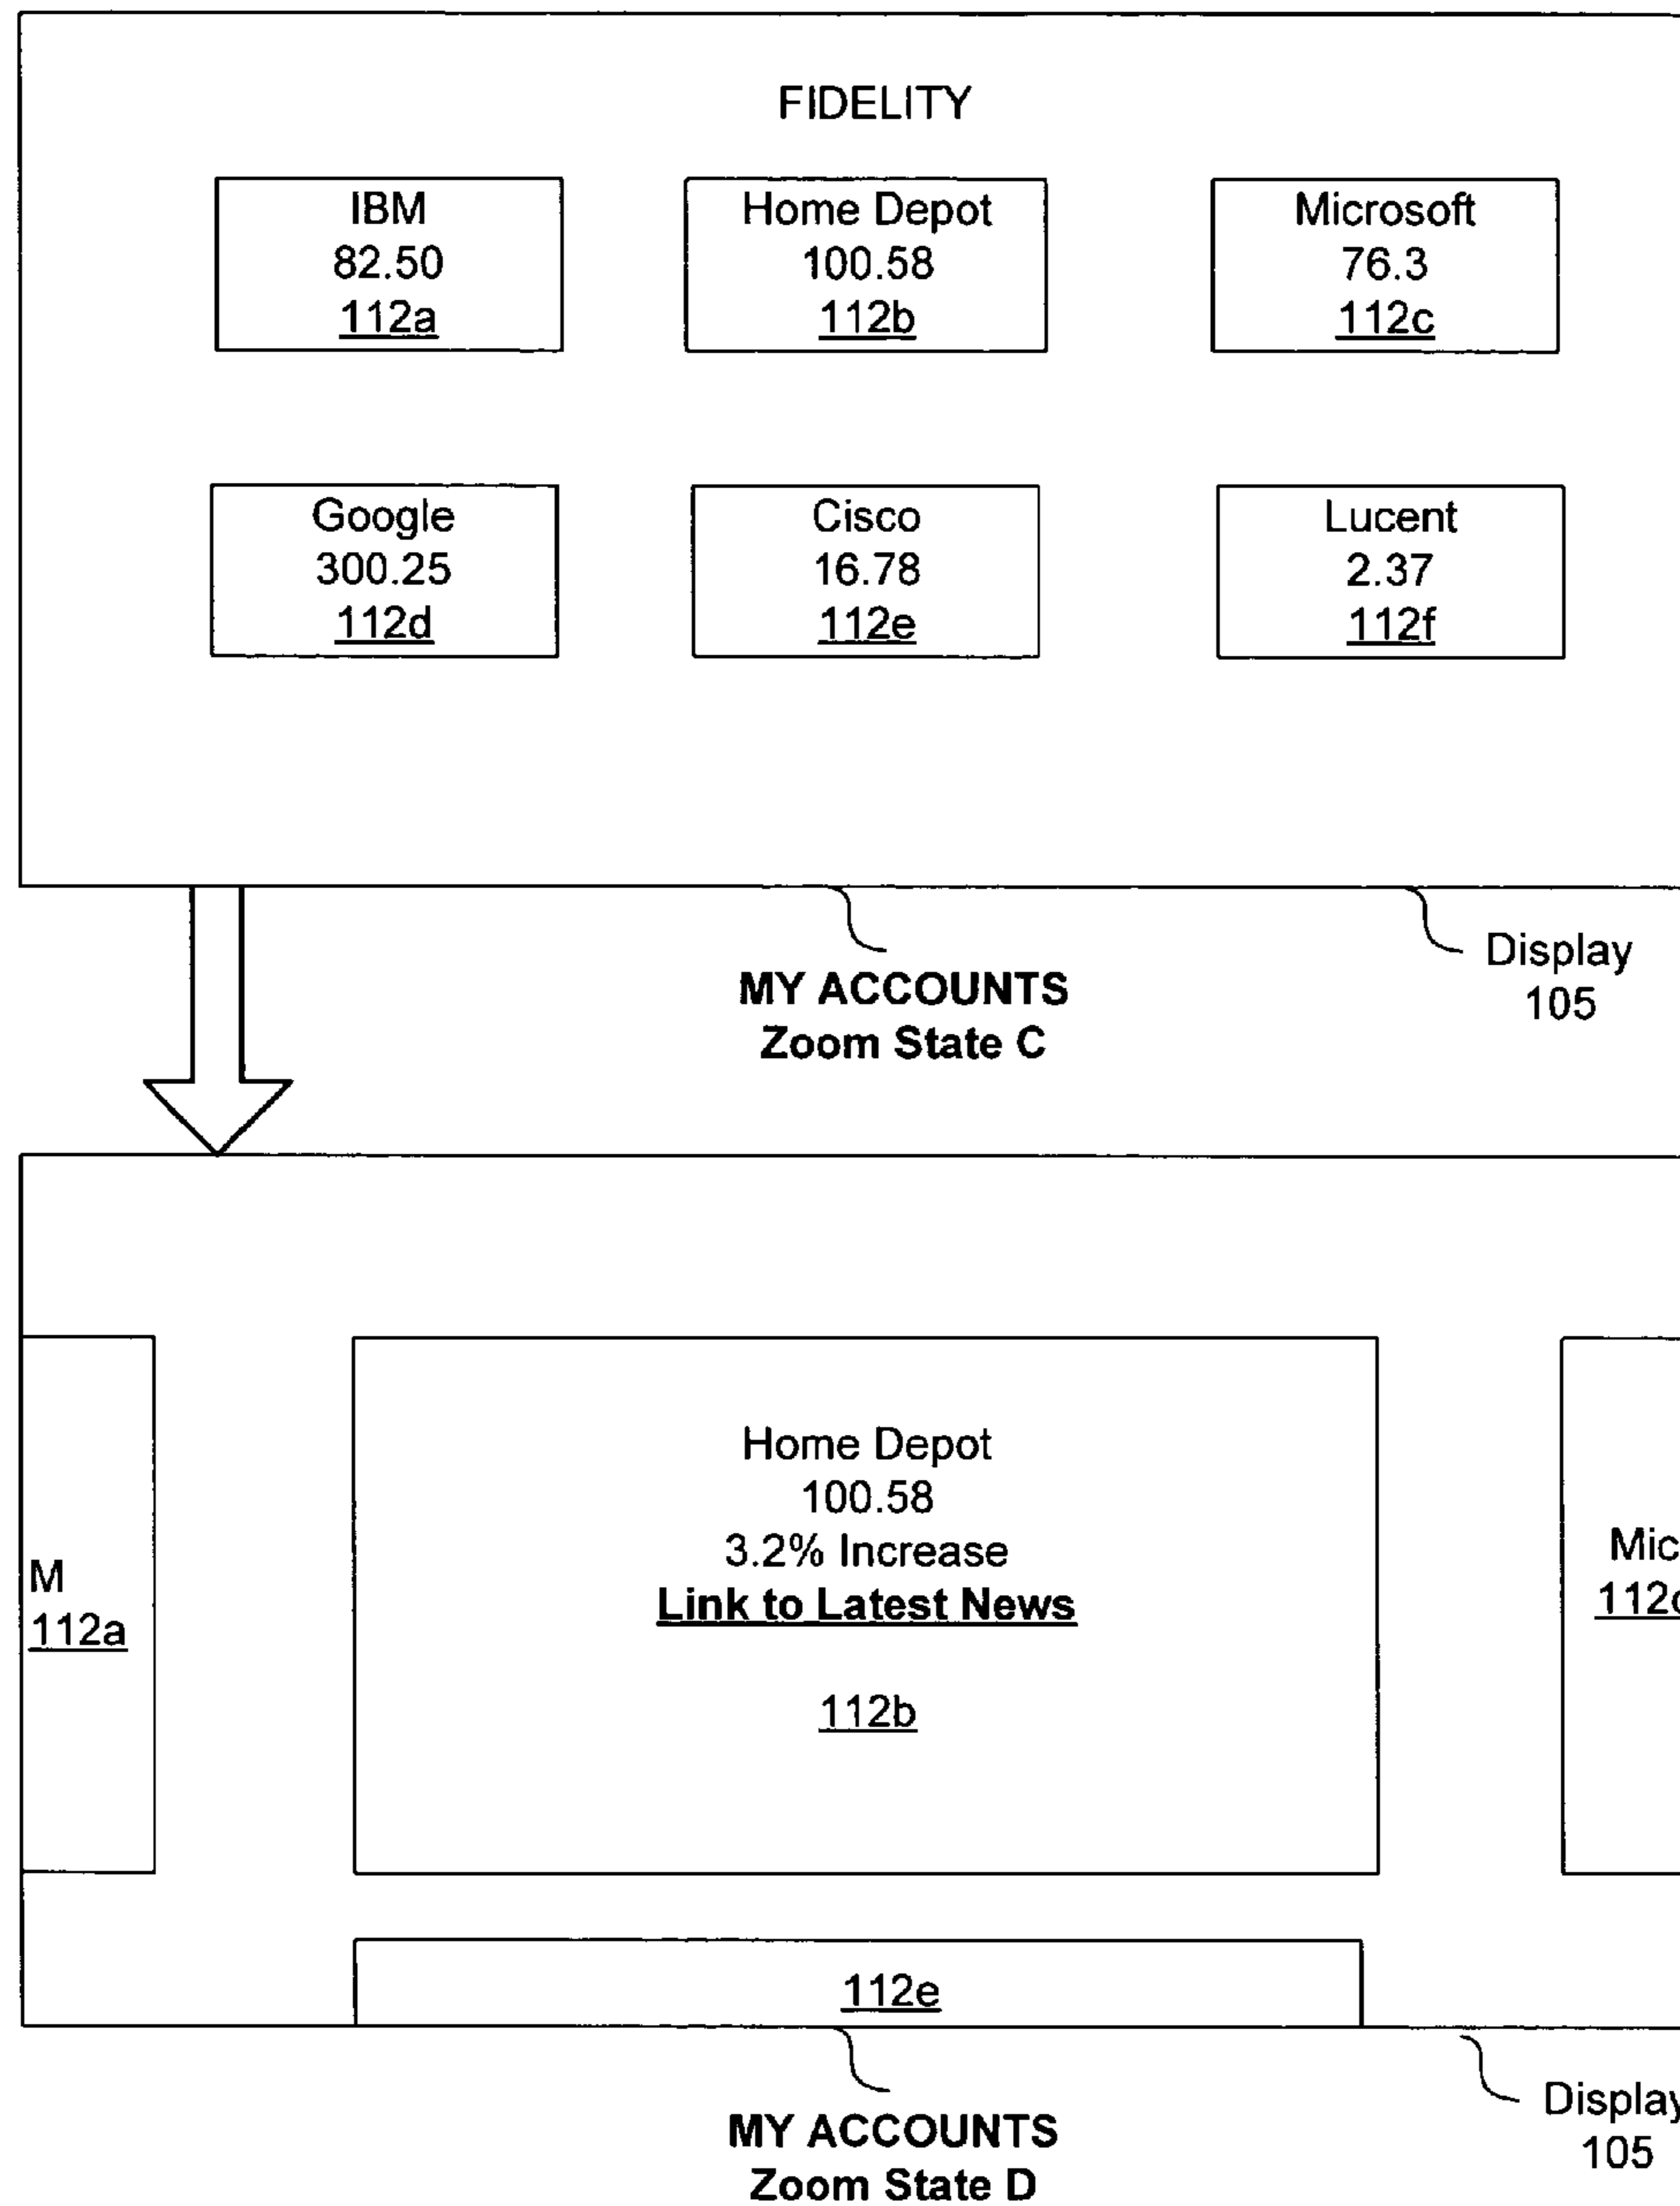 FIDELITY
IBM
82.50
112a
Home Depot
100.58
112b
Microsoft
76.3
112c
Google
300.25
112d
Cisco
16.78
112e
Lucent
2.37
112f
MY ACCOUNTS
Zoom State C
Display
105
M
112a
Home Depot
100.58
3.2% Increase
Link to Latest News
112b
Mic
112c
112e
MY ACCOUNTS
Zoom State D
Display
105